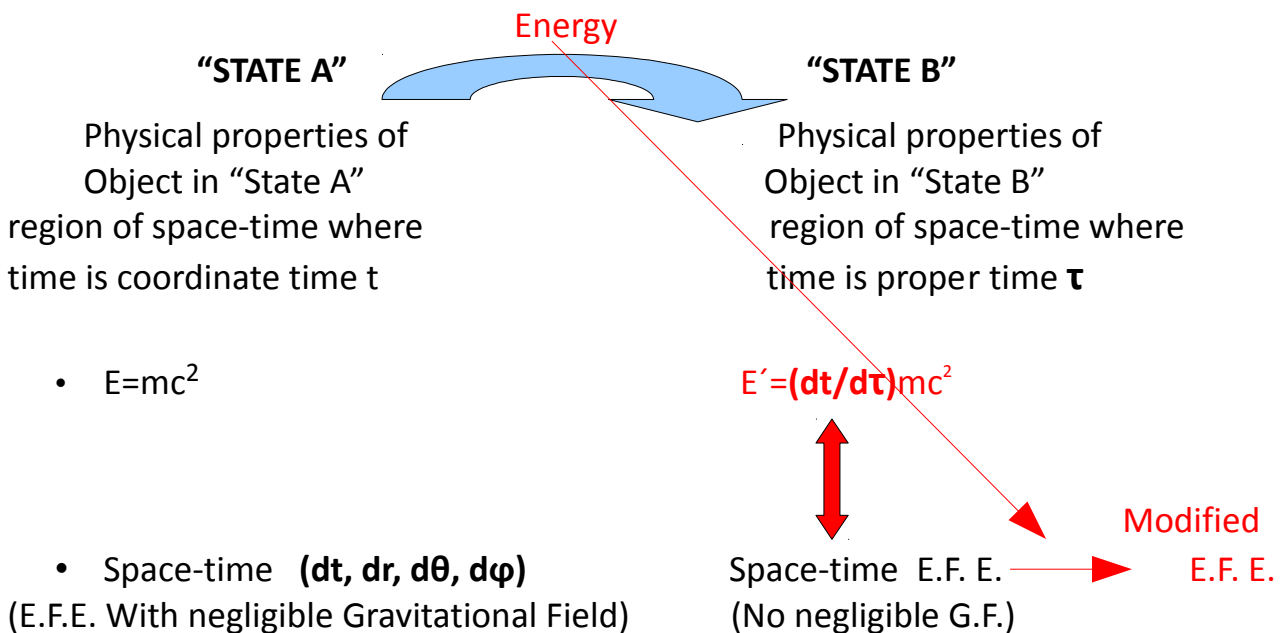 Energy
“STATE A”
“STATE B”
Physical properties of
Object in “State A”
region of space-time where
time is coordinate time t
Physical properties of
Object in “State B”
region of space-time where
time is proper time τ
• E=mc²
E´=(dt/dτ)mc²
• Space-time (dt, dr, dθ, dφ)
(E.F.E. With negligible Gravitational Field)
Space-time E.F. E.
(No negligible G.F.)
Modified
E.F. E.